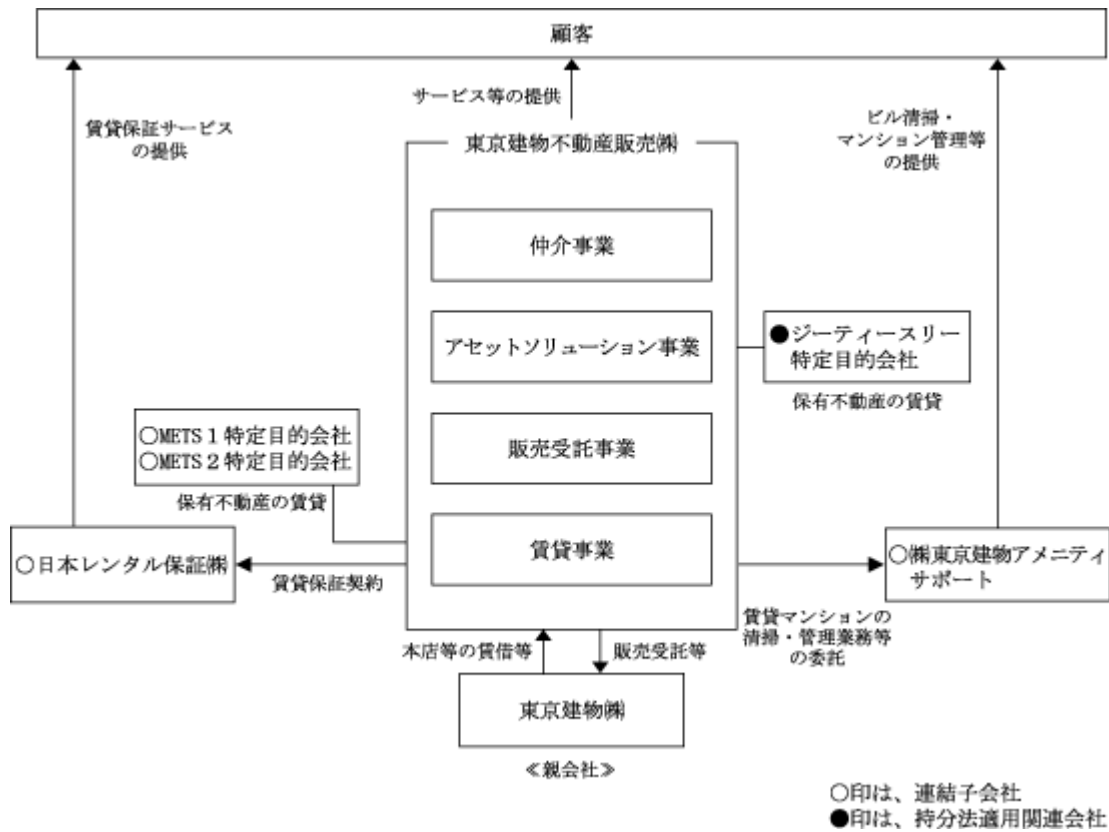 顧客
サービス等の提供
賃貸保証サービス
の提供
ビル清掃・
マンション管理等
の提供
東京建物不動産販売㈱
仲介事業
アセットソリューション事業
●ジーティースリー
特定目的会社
保有不動産の賃貸
○METS1特定目的会社
○METS2特定目的会社
保有不動産の賃貸
販売受託事業
賃貸事業
○日本レンタル保証㈱
賃貸保証契約
○㈱東京建物アメニティ
サポート
賃貸マンションの
清掃・管理業務等
の委託
本店等の賃借等
販売受託等
東京建物㈱
≪親会社≫
○印は、連結子会社
●印は、持分法適用関連会社